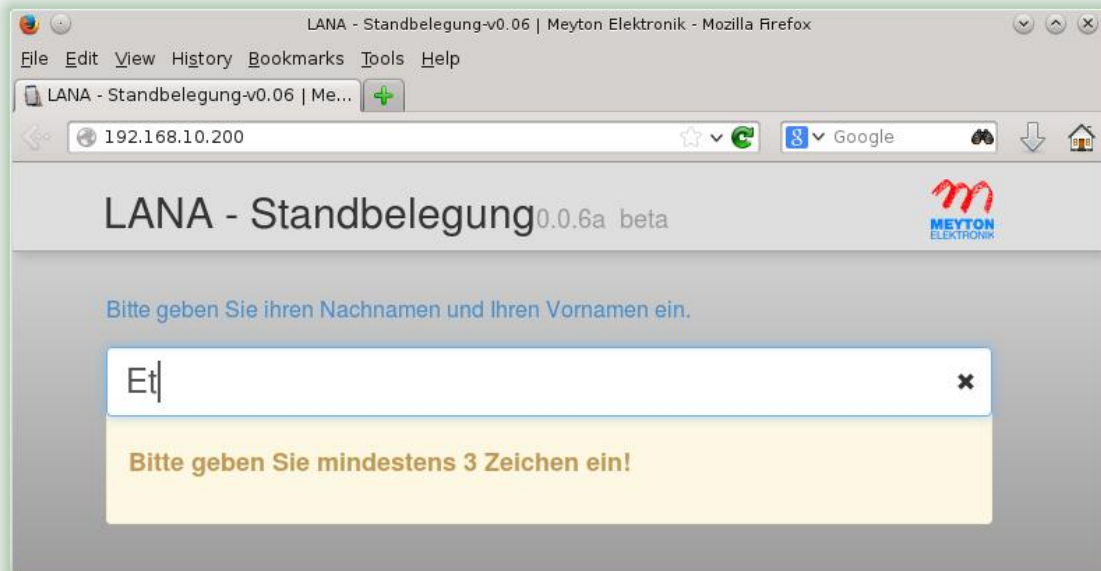 LANA - Standbelegung-v0.06 | Meyton Elektronik - Mozilla Firefox
File Edit View History Bookmarks Tools Help
LANA - Standbelegung-v0.06 | Me...
192.168.10.200
8 Google
LANA - Standbelegung0.0.6a beta
m
MEYTON
ELEKTRONIK
Bitte geben Sie ihren Nachnamen und Ihren Vornamen ein.
Et
Bitte geben Sie mindestens 3 Zeichen ein!